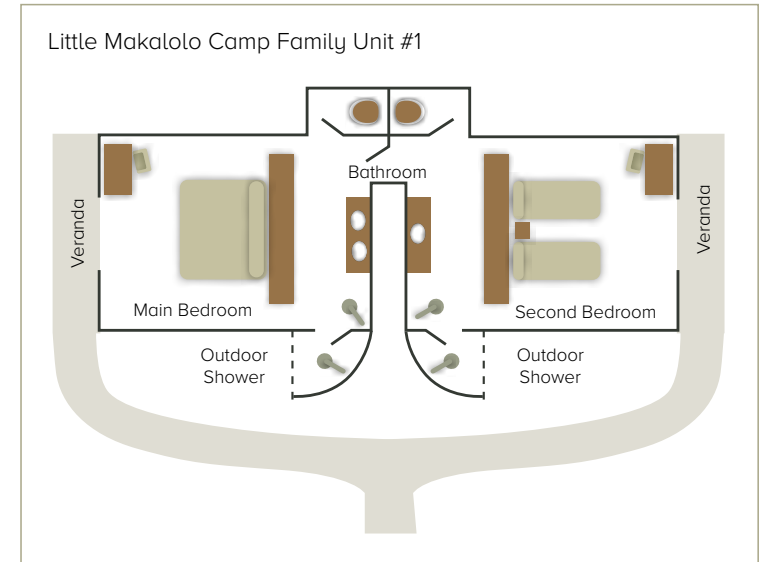 Little Makalolo Camp Family Unit #1
Bathroom
Veranda
Veranda
Main Bedroom
Second Bedroom
Outdoor
Shower
Outdoor
Shower